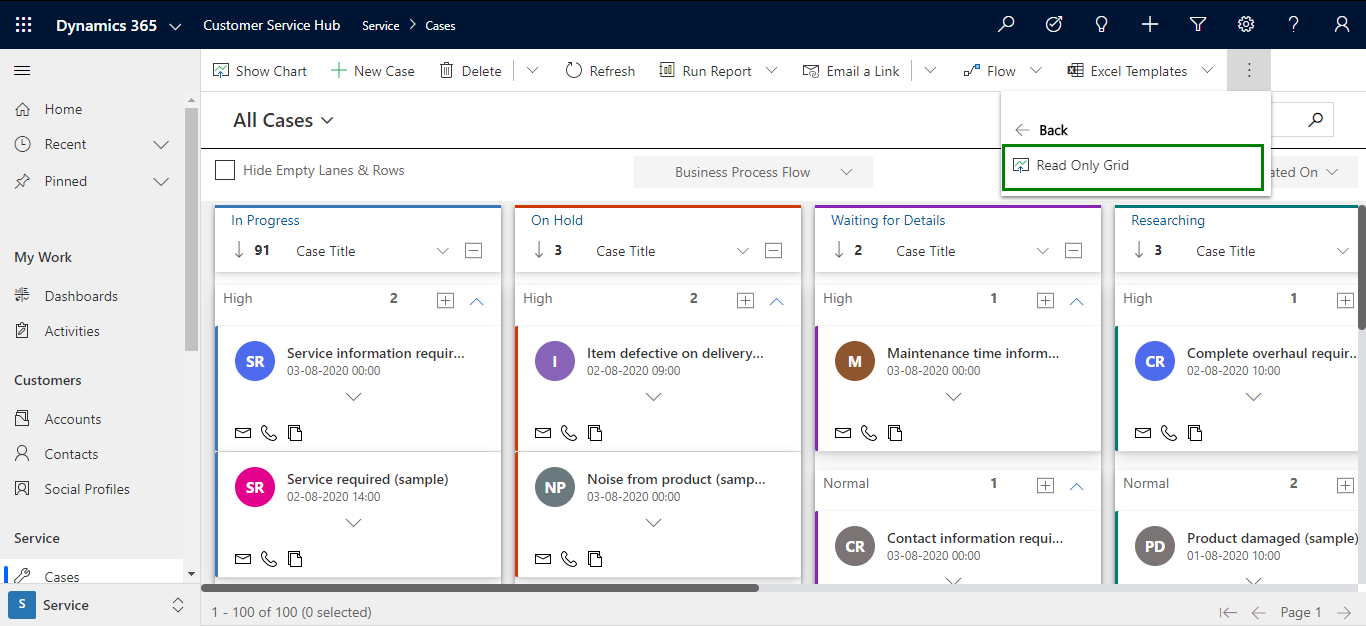 Dynamics 365 Customer Service Hub Service > Cases
Show Chart New Case Delete Refresh Run Report Email a Link Flow Excel Templates
Home
Recent
Pinned
My Work
Dashboards
Activities
Customers
Accounts
Contacts
Social Profiles
Service
Cases
S Service
All Cases
Back
Read Only Grid
Hide Empty Lanes & Rows Business Process Flow ated On
In Progress
91 Case Title
High 2
SR Service information requir...
03-08-2020 00:00
SR Service required (sample)
02-08-2020 14:00
On Hold
3 Case Title
High 2
I Item defective on delivery...
02-08-2020 09:00
NP Noise from product (samp...
03-08-2020 00:00
Waiting for Details
2 Case Title
High 1
M Maintenance time inform...
03-08-2020 00:00
Normal 1
CR Contact information requi...
03-08-2020 00:00
Researching
3 Case Title
High 1
CR Complete overhaul requir...
02-08-2020 10:00
Normal 2
PD Product damaged (sample)
01-08-2020 10:00
1 - 100 of 100 (0 selected) Page 1